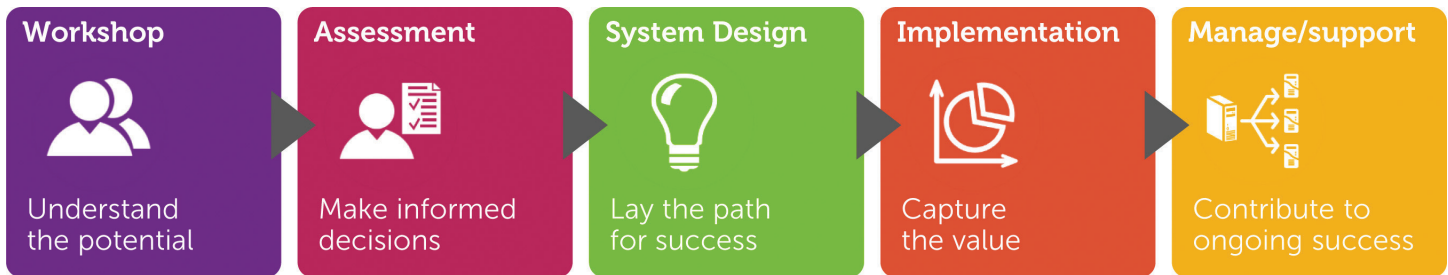 Workshop
Understand
the potential
Assessment
Make informed
decisions
System Design
Lay the path
for success
Implementation
Capture
the value
Manage/support
Contribute to
ongoing success